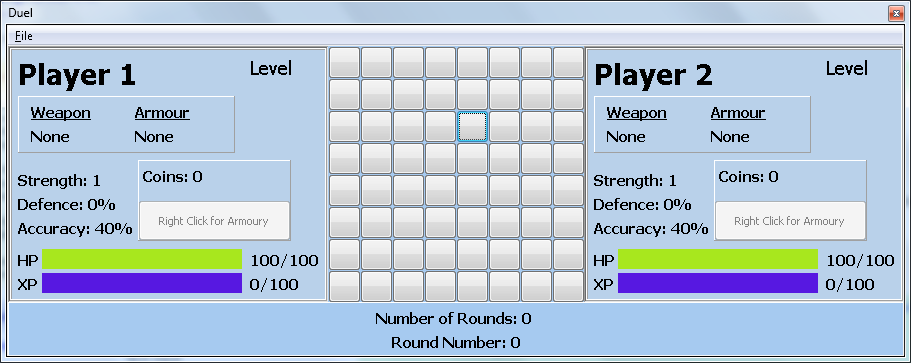 Duel
File
Player 1 Level
Weapon Armour
None None
Strength: 1
Defence: 0%
Accuracy: 40%
Coins: 0
Right Click for Armoury
HP 100/100
XP 0/100
Player 2 Level
Weapon Armour
None None
Strength: 1
Defence: 0%
Accuracy: 40%
Coins: 0
Right Click for Armoury
HP 100/100
XP 0/100
Number of Rounds: 0
Round Number: 0